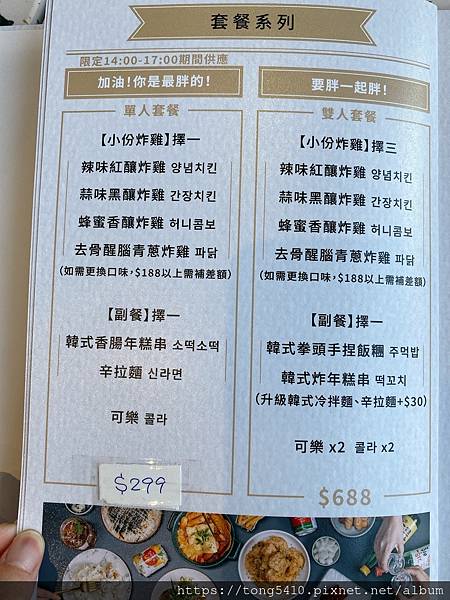 套餐系列
限定14:00-17:00期間供應
加油!你是最胖的!
單人套餐
【小份炸雞】擇一
辣味紅釀炸雞 양념치킨
蒜味黑釀炸雞 간장치킨
蜂蜜香釀炸雞 허니콤보
去骨醒腦青蔥炸雞 파닭
(如需更換口味,$188以上需補差額)
【副餐】擇一
韓式香腸年糕串 소떡소떡
辛拉麵 신라면
可樂 콜라
$299
要胖一起胖!
雙人套餐
【小份炸雞】擇三
辣味紅釀炸雞 양념치킨
蒜味黑釀炸雞 간장치킨
蜂蜜香釀炸雞 허니콤보
去骨醒腦青蔥炸雞 파닭
(如需更換口味,$188以上需補差額)
【副餐】擇一
韓式拳頭手捏飯糰 주먹밥
韓式炸年糕串 떡꼬치
(升級韓式冷拌麵、辛拉麵+$30)
可樂 x2 콜라 x2
$688
https://tong5410.pixnet.net/album